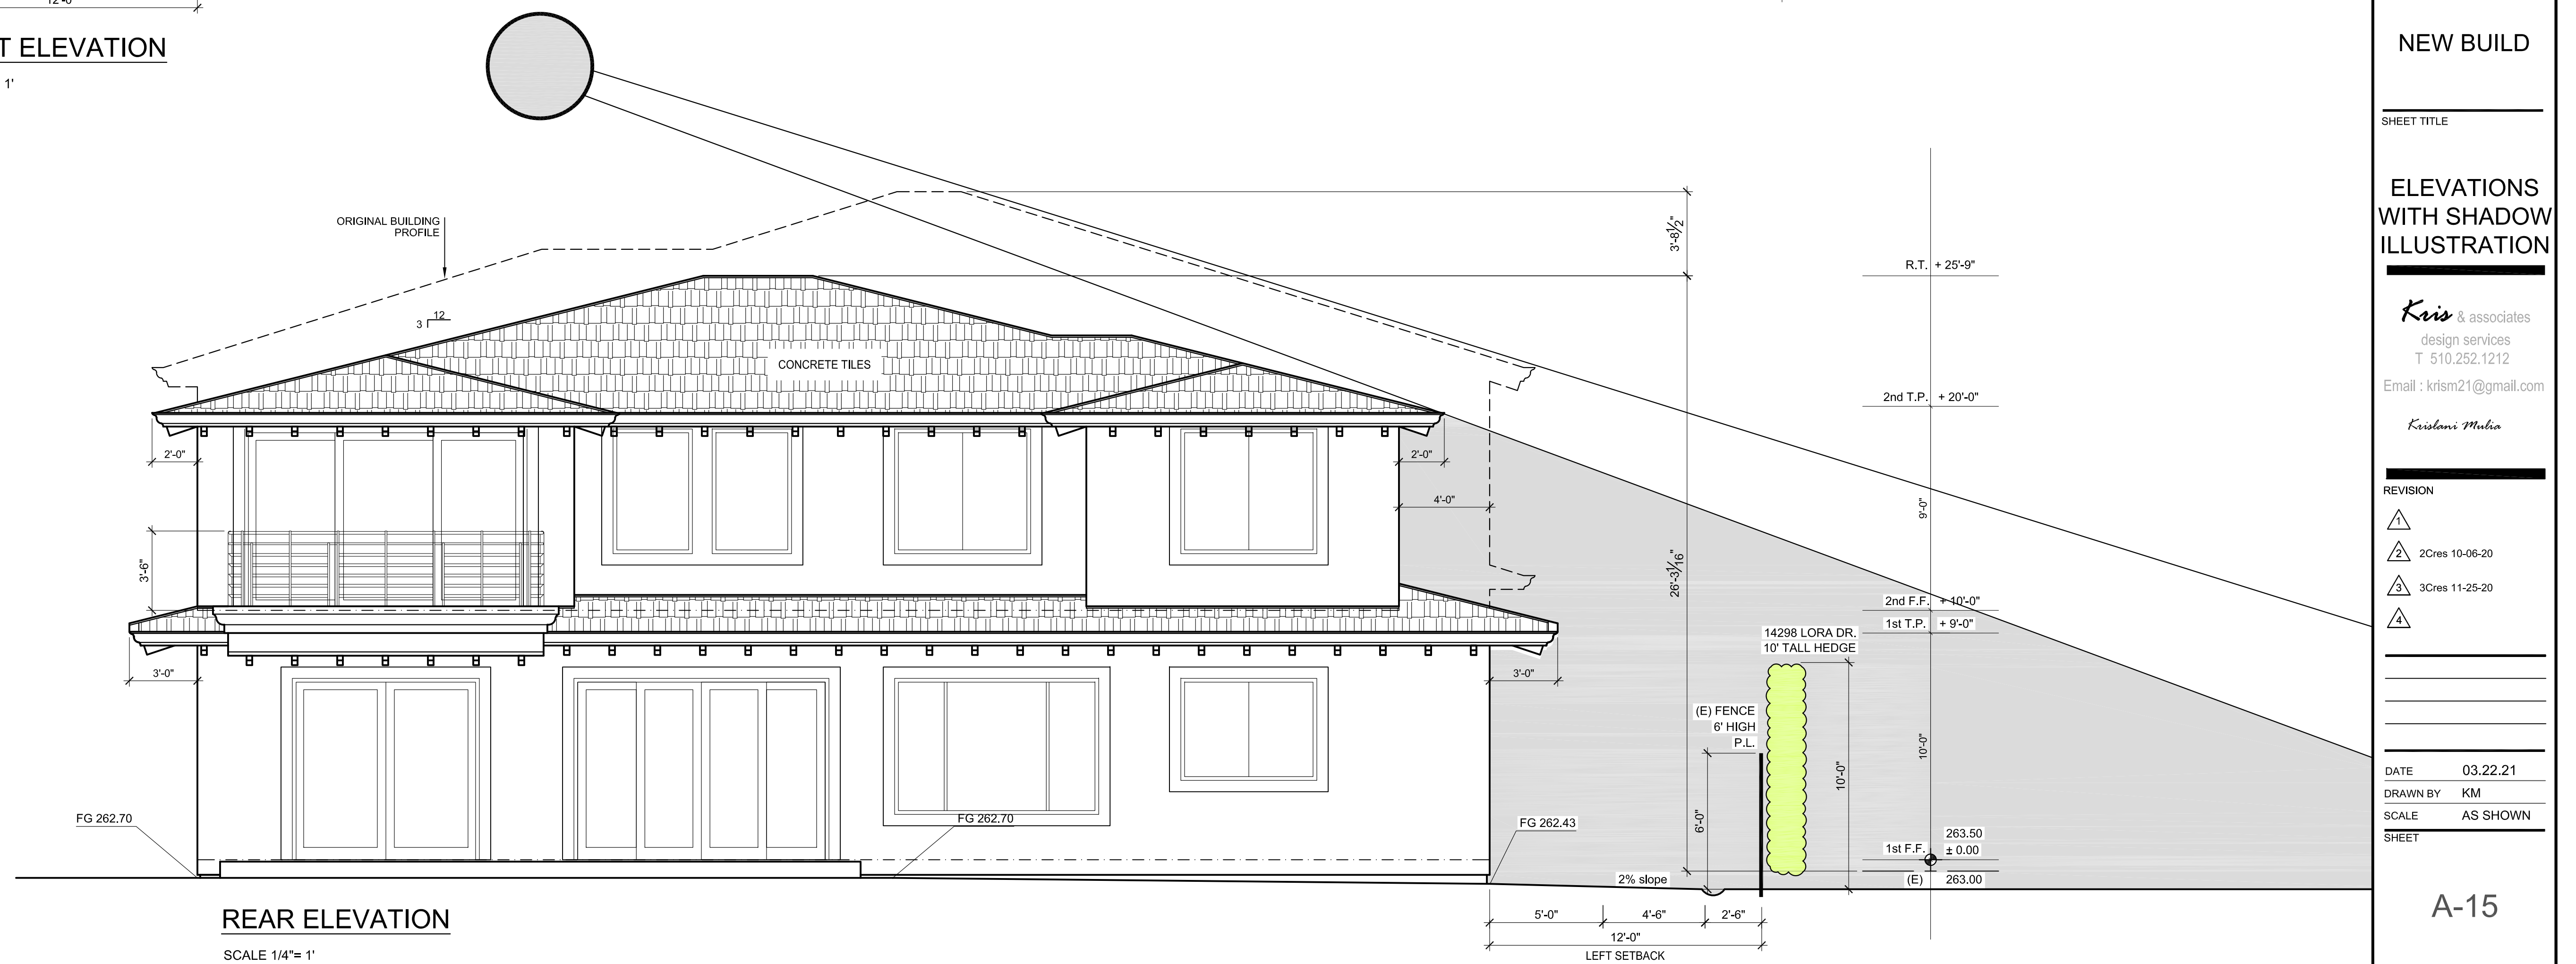 12'-0"
T ELEVATION
1'
ORIGINAL BUILDING
PROFILE
12
3
CONCRETE TILES
2'-0"
3'-6"
3'-0"
FG 262.70
FG 262.70
2'-0"
4'-0"
3'-0"
FG 262.43
3'-8½"
26'-3 1/16"
R.T. + 25'-9"
2nd T.P. + 20'-0"
9'-0"
2nd F.F. + 10'-0"
1st T.P. + 9'-0"
14298 LORA DR.
10' TALL HEDGE
(E) FENCE
6' HIGH
P.L.
6'-0"
10'-0"
10'-0"
263.50
1st F.F. ± 0.00
(E) 263.00
2% slope
5'-0" 4'-6" 2'-6"
12'-0"
LEFT SETBACK
REAR ELEVATION
SCALE 1/4"= 1'
NEW BUILD
SHEET TITLE
ELEVATIONS
WITH SHADOW
ILLUSTRATION
Kris & associates
design services
T 510.252.1212
Email : krism21@gmail.com
Krislani Mulia
REVISION
1
2 2Cres 10-06-20
3 3Cres 11-25-20
4
DATE 03.22.21
DRAWN BY KM
SCALE AS SHOWN
SHEET
A-15